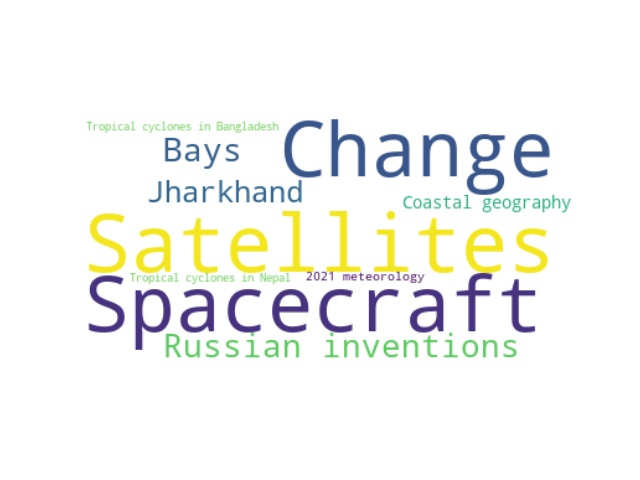 Tropical cyclones in Bangladesh
Change
Bays
Jharkhand
Coastal geography
Satellites
Tropical cyclones in Nepal
2021 meteorology
Spacecraft
Russian inventions